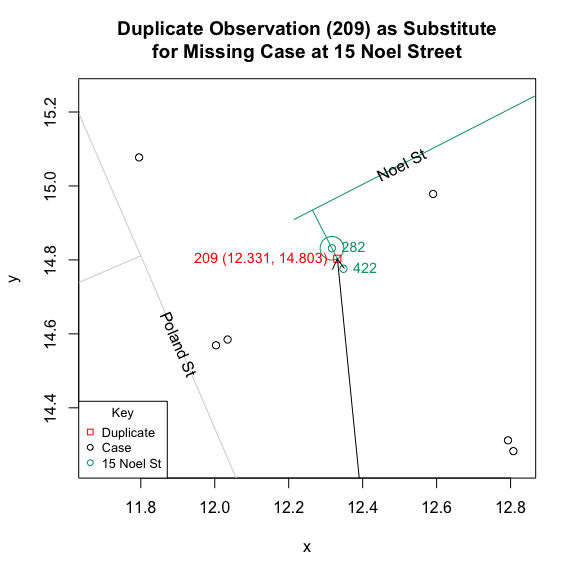 Duplicate Observation (209) as Substitute
for Missing Case at 15 Noel Street
15.2
15.0
14.8
14.6
14.4
y
Noel St
282
209 (12.331, 14.803)
422
Poland St
Key
Duplicate
Case
15 Noel St
11.8 12.0 12.2 12.4 12.6 12.8
x